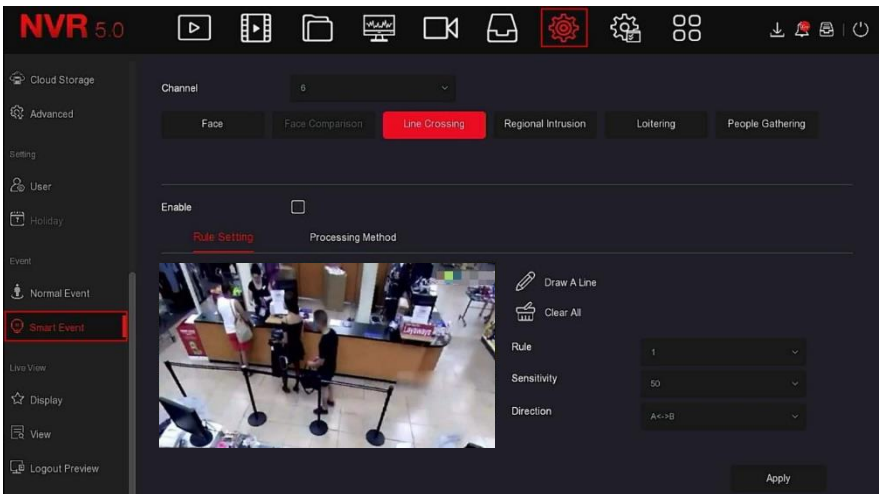 NVR 5.0
Cloud Storage
Channel
6
Advanced
Face
Face Comparison
Line Crossing
Regional Intrusion
Loitering
People Gathering
Setting
User
Enable
Holiday
Rule Setting
Processing Method
Event
Normal Event
Smart Event
Draw A Line
Clear All
Rule
1
Sensitivity
50
Direction
A<->B
Live View
Display
View
Logout Preview
Apply